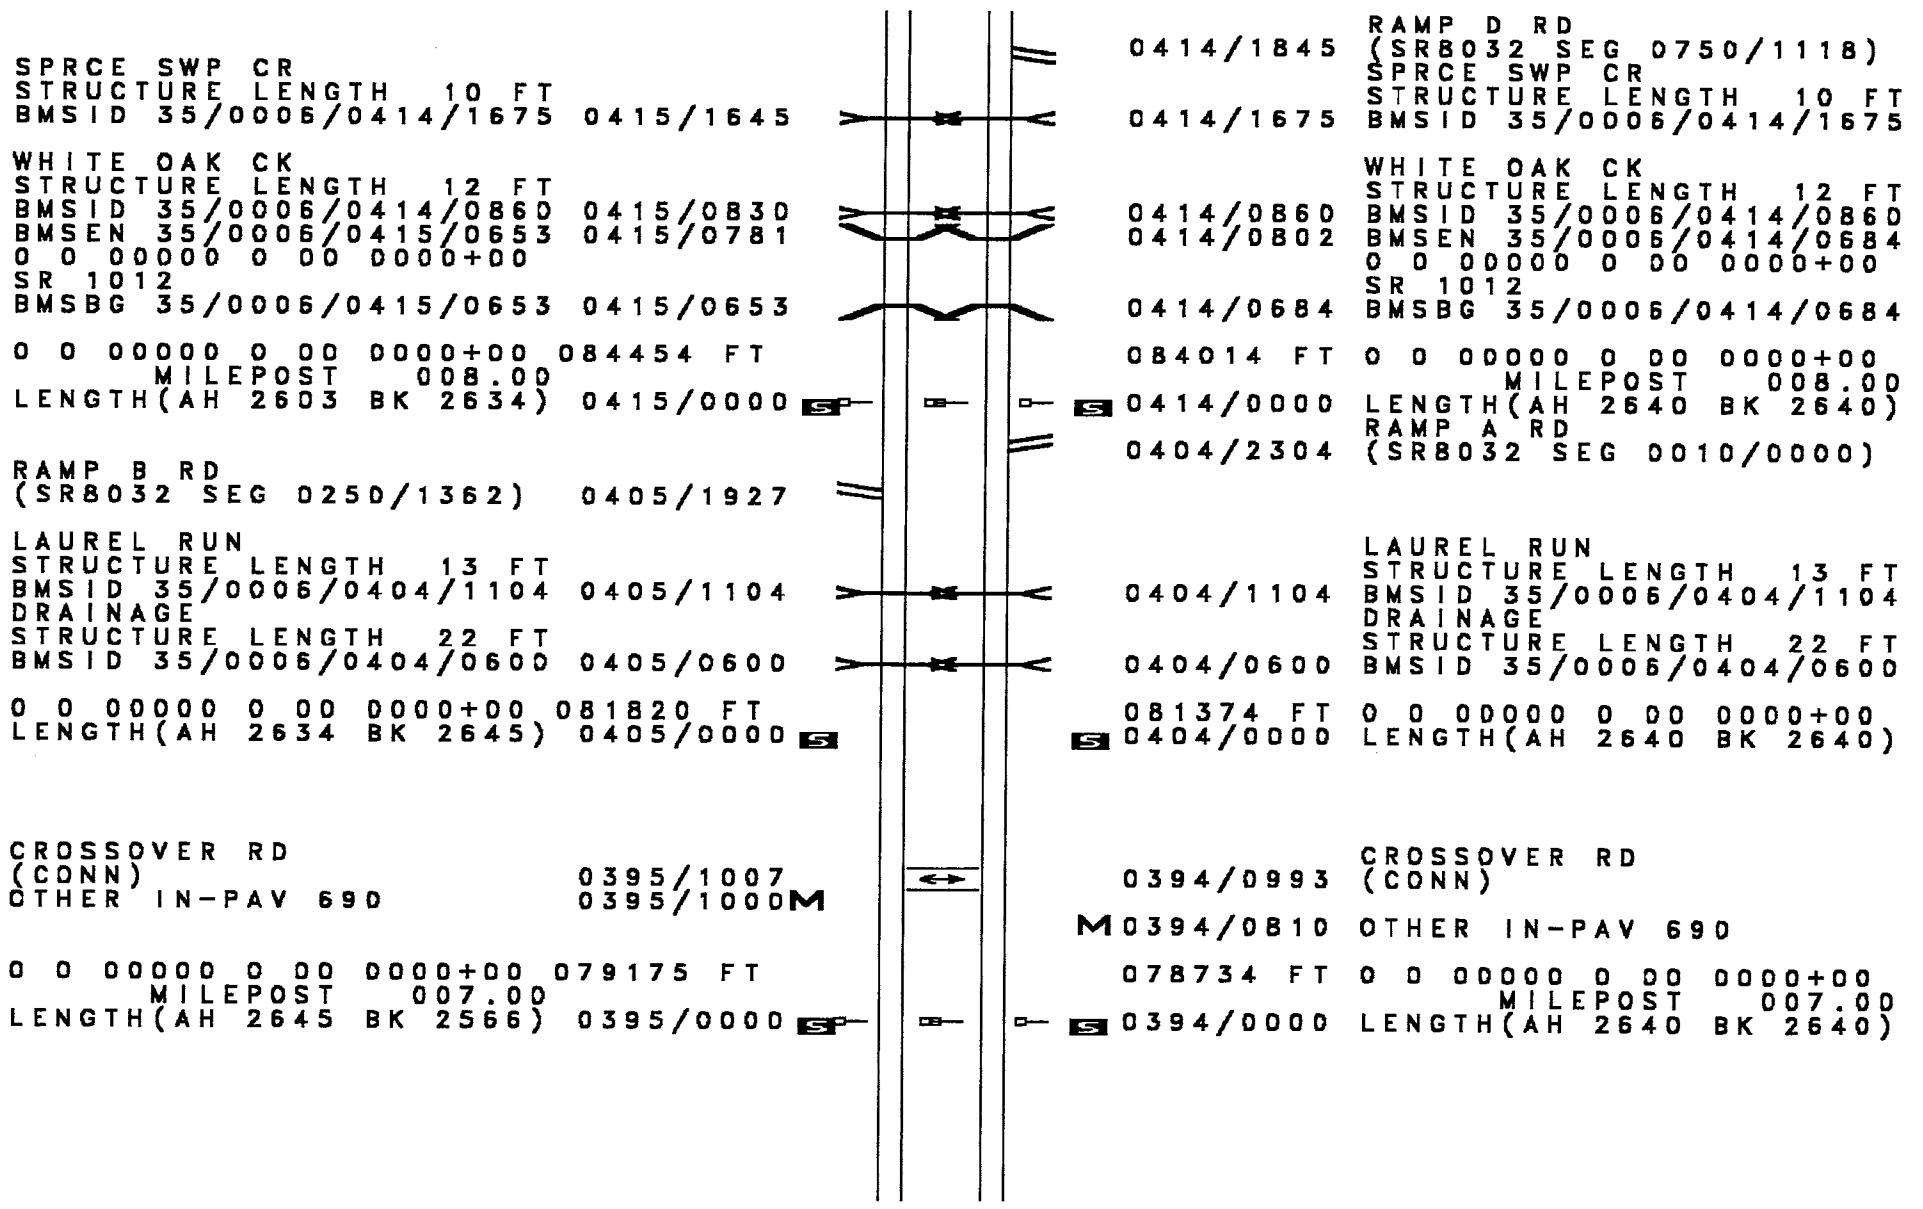 SPRCE SWP CR
STRUCTURE LENGTH 10 FT
BMSID 35/0006/0414/1675 0415/1645
WHITE OAK CK
STRUCTURE LENGTH 12 FT
BMSID 35/0006/0414/0860 0415/0830
BMSEN 35/0006/0415/0653 0415/0781
0 0 00000 0 00 0000+00
SR 1012
BMSBG 35/0006/0415/0653 0415/0653
0 0 00000 0 00 0000+00 084454 FT
MILEPOST 008.00
LENGTH(AH 2603 BK 2634) 0415/0000 S
RAMP B RD
(SR8032 SEG 0250/1362) 0405/1927
LAUREL RUN
STRUCTURE LENGTH 13 FT
BMSID 35/0006/0404/1104 0405/1104
DRAINAGE
STRUCTURE LENGTH 22 FT
BMSID 35/0006/0404/0600 0405/0600
0 0 00000 0 00 0000+00 081820 FT
LENGTH(AH 2634 BK 2645) 0405/0000 S
CROSSOVER RD
(CONN) 0395/1007
OTHER IN-PAV 690 0395/1000 M
0 0 00000 0 00 0000+00 079175 FT
MILEPOST 007.00
LENGTH(AH 2645 BK 2566) 0395/0000 S
RAMP D RD
0414/1845 (SR8032 SEG 0750/1118)
SPRCE SWP CR
STRUCTURE LENGTH 10 FT
0414/1675 BMSID 35/0006/0414/1675
WHITE OAK CK
STRUCTURE LENGTH 12 FT
0414/0860 BMSID 35/0006/0414/0860
0414/0802 BMSEN 35/0006/0414/0684
0 0 00000 0 00 0000+00
SR 1012
0414/0684 BMSBG 35/0006/0414/0684
084014 FT 0 0 00000 0 00 0000+00
MILEPOST 008.00
S 0414/0000 LENGTH(AH 2640 BK 2640)
RAMP A RD
0404/2304 (SR8032 SEG 0010/0000)
LAUREL RUN
STRUCTURE LENGTH 13 FT
0404/1104 BMSID 35/0006/0404/1104
DRAINAGE
STRUCTURE LENGTH 22 FT
0404/0600 BMSID 35/0006/0404/0600
081374 FT 0 0 00000 0 00 0000+00
S 0404/0000 LENGTH(AH 2640 BK 2640)
CROSSOVER RD
0394/0993 (CONN)
M 0394/0810 OTHER IN-PAV 690
078734 FT 0 0 00000 0 00 0000+00
MILEPOST 007.00
S 0394/0000 LENGTH(AH 2640 BK 2640)